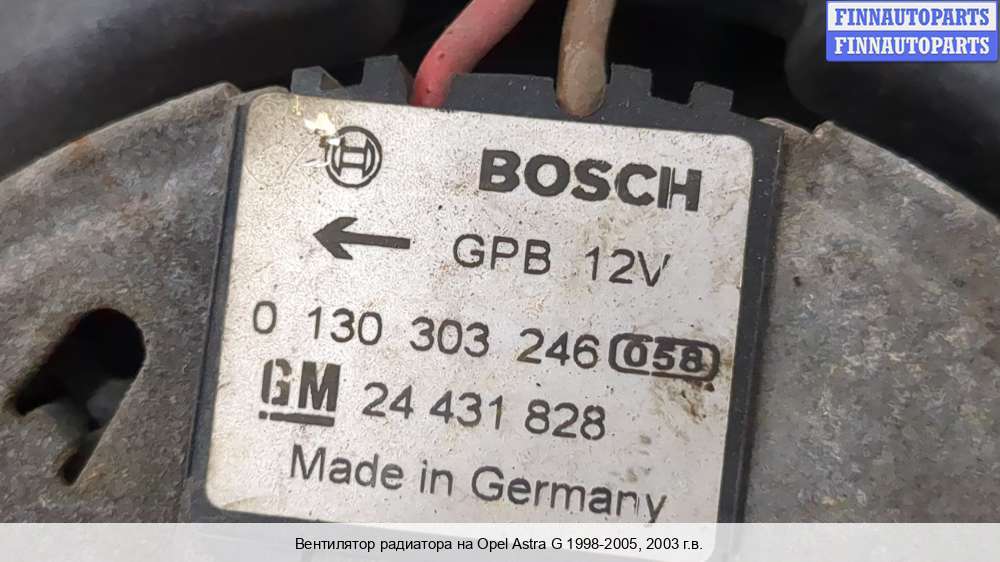 FINNAUTOPARTS
FINNAUTOPARTS
BOSCH
GPB 12V
0 130 303 246 058
GM 24 431 828
Made in Germany
Вентилятор радиатора на Opel Astra G 1998-2005, 2003 г.в.